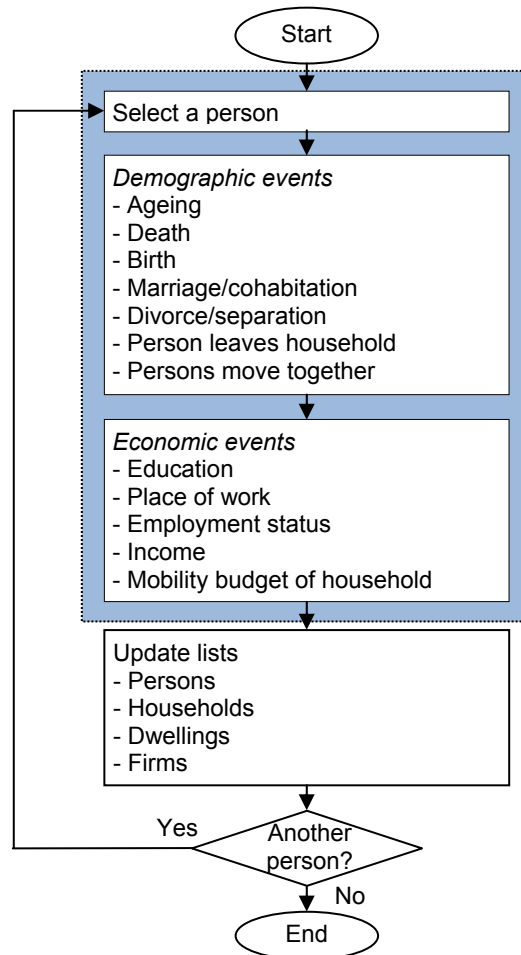 Start
Select a person
Demographic events
- Ageing
- Death
- Birth
- Marriage/cohabitation
- Divorce/separation
- Person leaves household
- Persons move together
Economic events
- Education
- Place of work
- Employment status
- Income
- Mobility budget of household
Update lists
- Persons
- Households
- Dwellings
- Firms
Yes
Another
person?
No
End